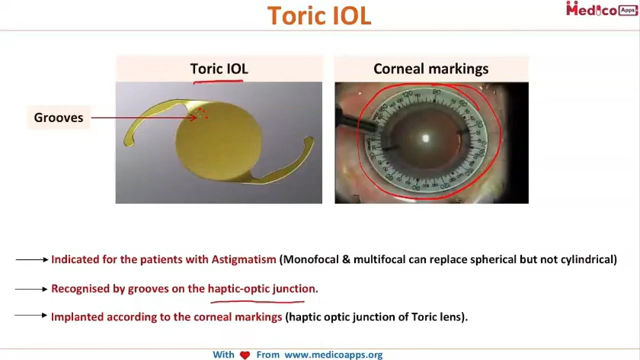 Toric IOL
Medico Apps
Toric IOL
Corneal markings
Grooves
Indicated for the patients with Astigmatism (Monofocal & multifocal can replace spherical but not cylindrical)
Recognised by grooves on the haptic-optic junction.
Implanted according to the corneal markings (haptic optic junction of Toric lens).
With From www.medicoapps.org